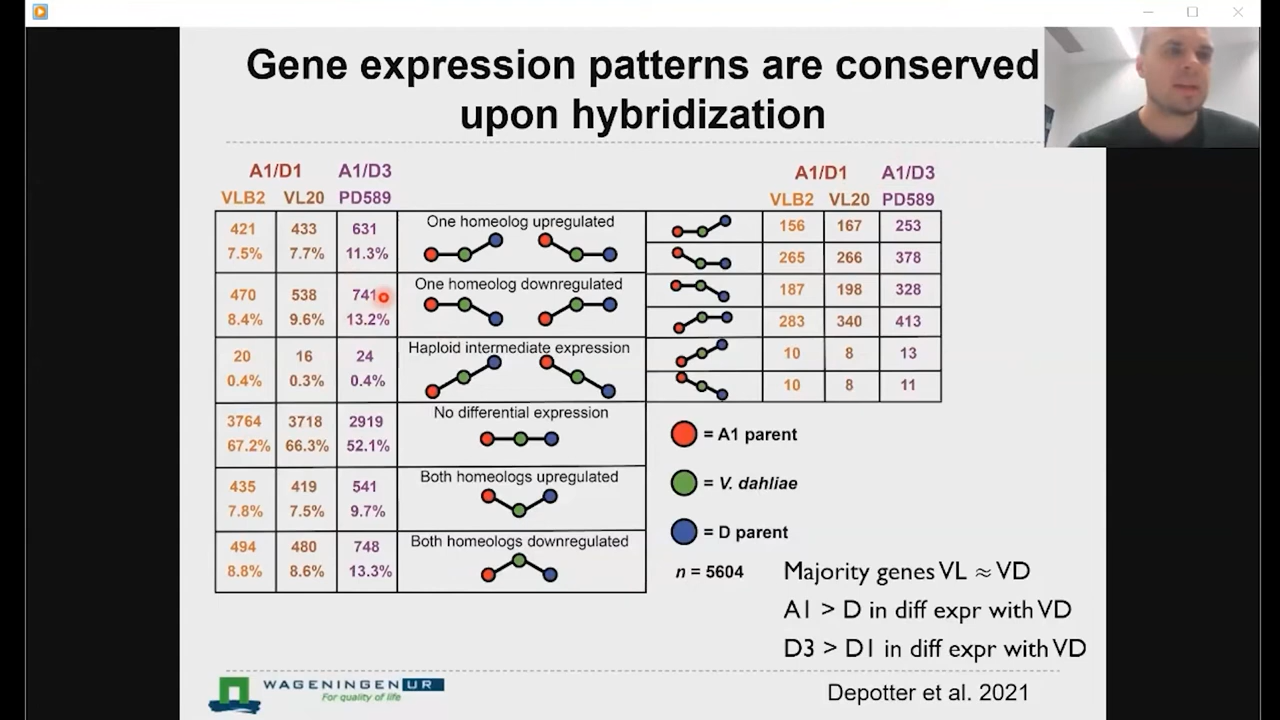 Gene expression patterns are conserved
upon hybridization
A1/D1 A1/D3
VLB2 VL20 PD589
421 433 631 One homeolog upregulated
7.5% 7.7% 11.3%
470 538 741 One homeolog downregulated
8.4% 9.6% 13.2%
20 16 24 Haploid intermediate expression
0.4% 0.3% 0.4%
3764 3718 2919 No differential expression
67.2% 66.3% 52.1%
435 419 541 Both homeologs upregulated
7.8% 7.5% 9.7%
494 480 748 Both homeologs downregulated
8.8% 8.6% 13.3%
A1/D1 A1/D3
VLB2 VL20 PD589
156 167 253
265 266 378
187 198 328
283 340 413
10 8 13
10 8 11
= A1 parent
= V. dahliae
= D parent
n = 5604
Majority genes VL ≈ VD
A1 > D in diff expr with VD
D3 > D1 in diff expr with VD
WAGENINGEN UR
For quality of life
Depotter et al. 2021